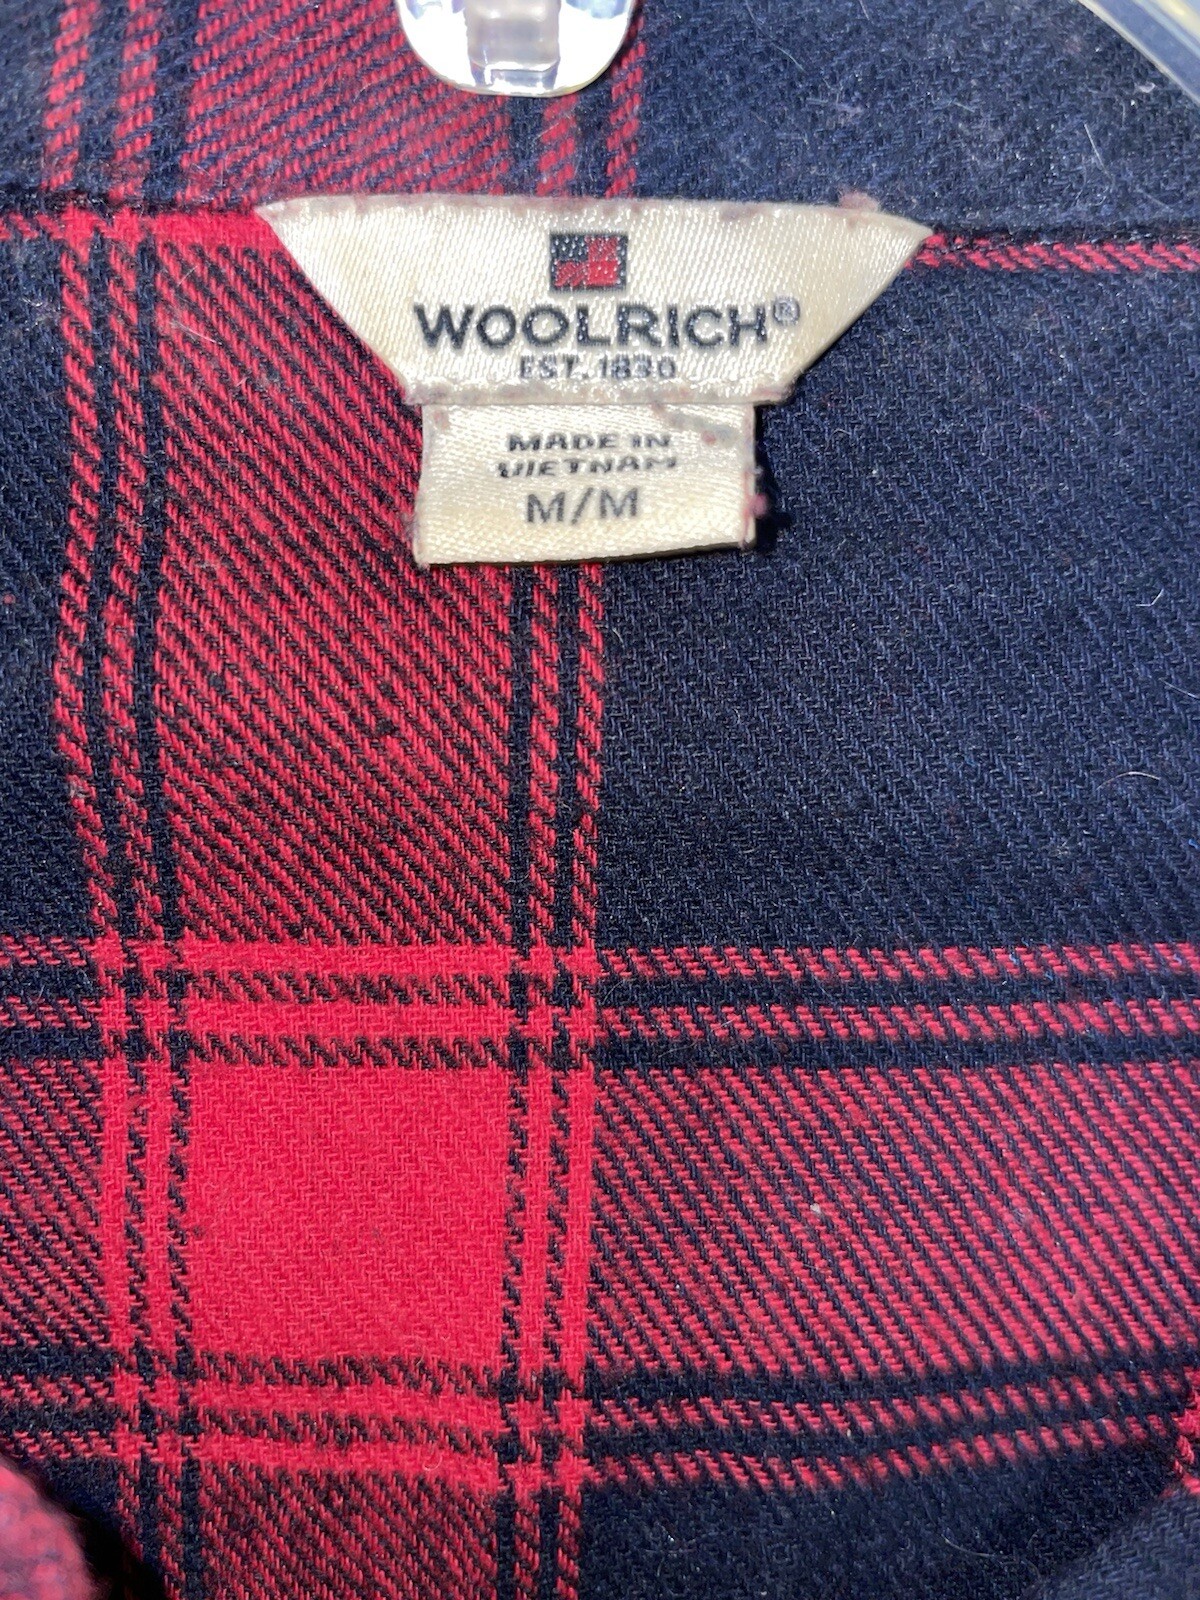 WOOLRICH®
EST. 1830
MADE IN
VIETNAM
M/M